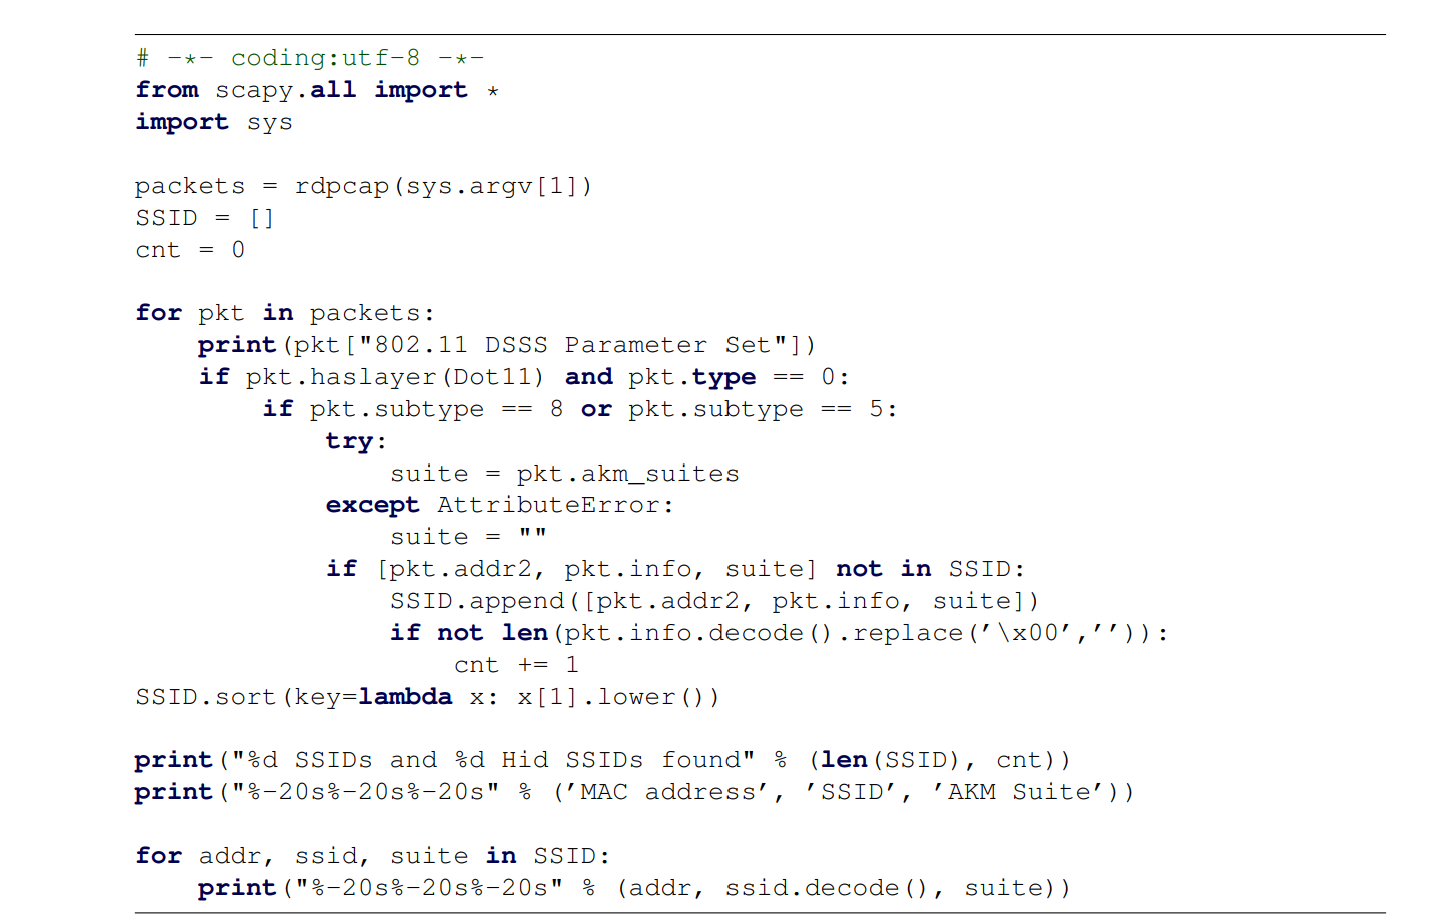 # -*- coding:utf-8 -*-
from scapy.all import *
import sys

packets = rdpcap(sys.argv[1])
SSID = []
cnt = 0

for pkt in packets:
    print(pkt["802.11 DSSS Parameter Set"])
    if pkt.haslayer(Dot11) and pkt.type == 0:
        if pkt.subtype == 8 or pkt.subtype == 5:
            try:
                suite = pkt.akm_suites
            except AttributeError:
                suite = ""
            if [pkt.addr2, pkt.info, suite] not in SSID:
                SSID.append([pkt.addr2, pkt.info, suite])
                if not len(pkt.info.decode().replace('\x00','')):
                    cnt += 1
SSID.sort(key=lambda x: x[1].lower())

print("%d SSIDs and %d Hid SSIDs found" % (len(SSID), cnt))
print("%-20s%-20s%-20s" % ('MAC address', 'SSID', 'AKM Suite'))

for addr, ssid, suite in SSID:
    print("%-20s%-20s%-20s" % (addr, ssid.decode(), suite))